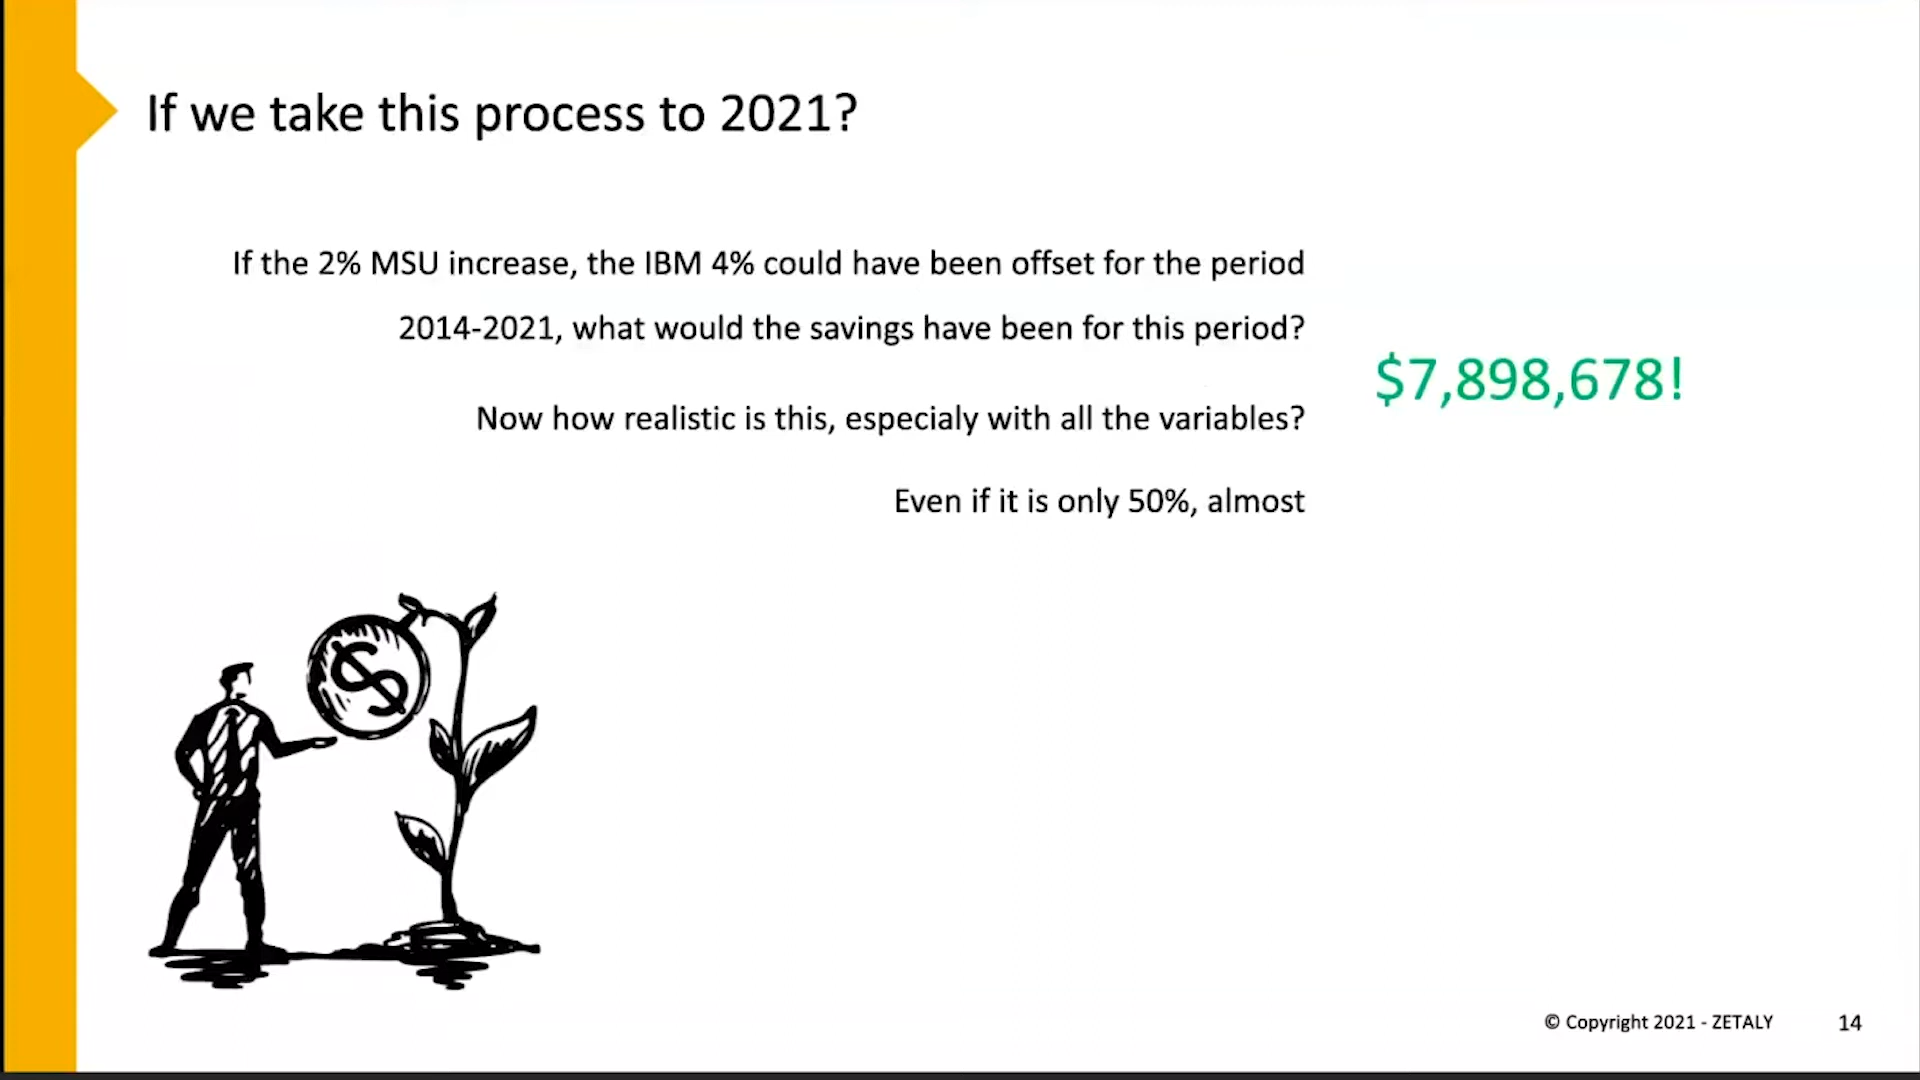 If we take this process to 2021?
If the 2% MSU increase, the IBM 4% could have been offset for the period
2014-2021, what would the savings have been for this period?
$7,898,678!
Now how realistic is this, especialy with all the variables?
Even if it is only 50%, almost
$
© Copyright 2021 - ZETALY
14